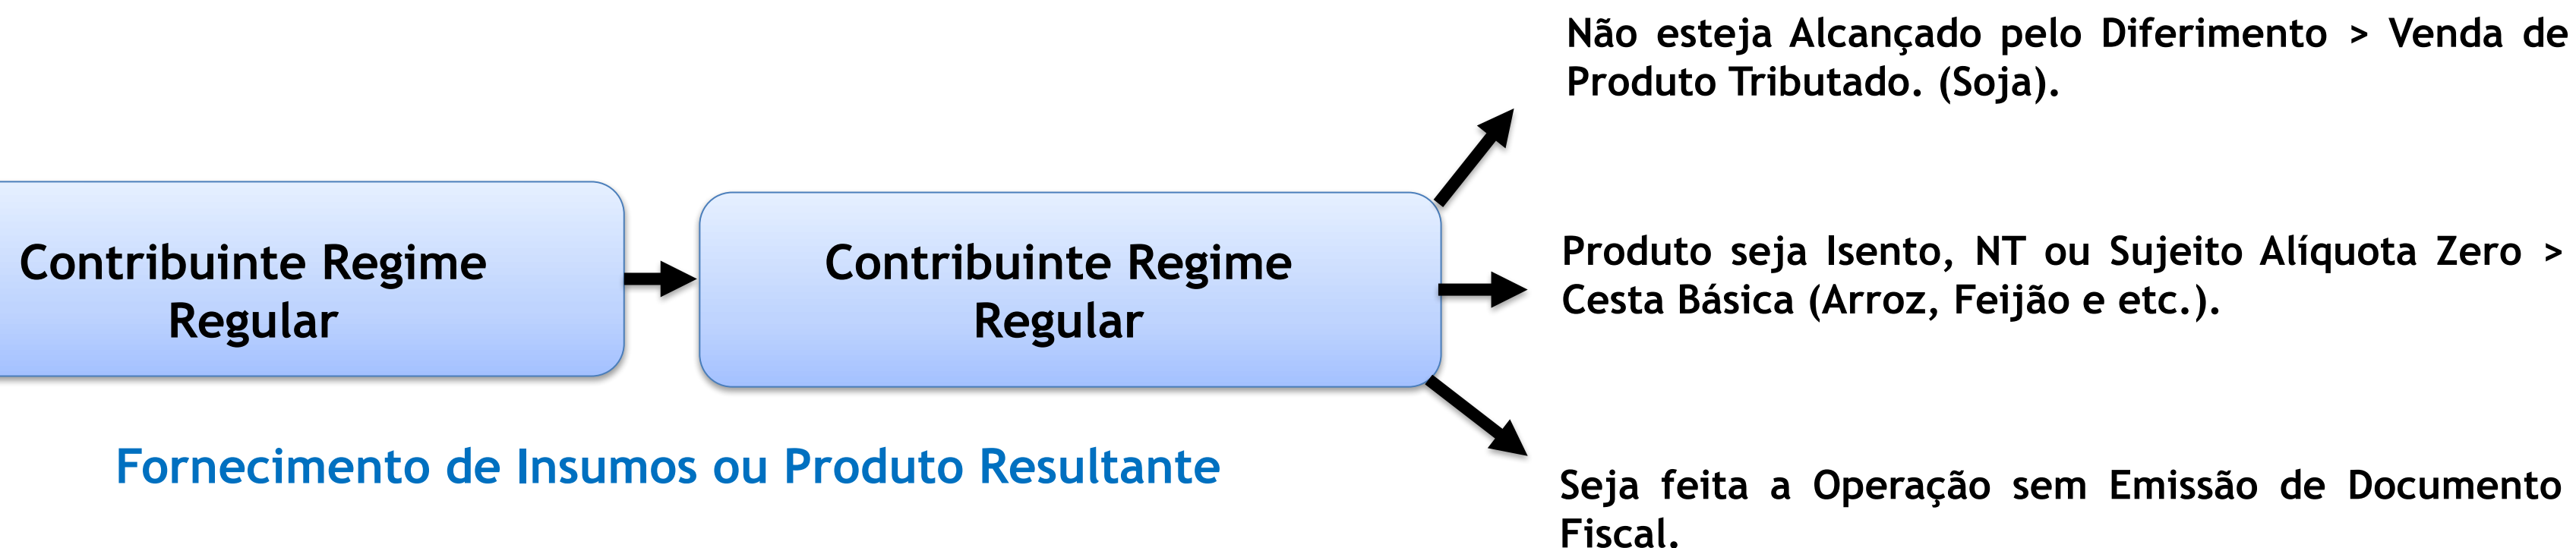 Não esteja Alcançado pelo Diferimento > Venda de
Produto Tributado. (Soja).
Contribuinte Regime
Regular
Contribuinte Regime
Regular
Produto seja Isento, NT ou Sujeito Alíquota Zero >
Cesta Básica (Arroz, Feijão e etc.).
Fornecimento de Insumos ou Produto Resultante
Seja feita a Operação sem Emissão de Documento
Fiscal.